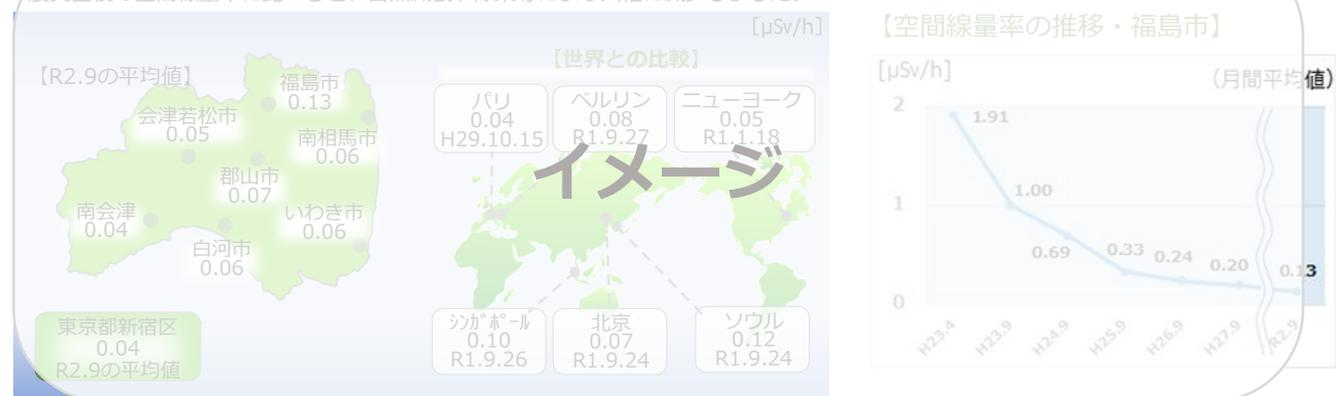 [μSv/h]
【空間線量率の推移・福島市】
【世界との比較】
[μSv/h]
【R2.9の平均値】
(月間平均値)
福島市
0.13
会津若松市
0.05
南相馬市
0.06
郡山市
0.07
南会津
0.04
いわき市
0.06
白河市
0.06
東京都新宿区
0.04
R2.9の平均値
パリ
0.04
H29.10.15
ベルリン
0.08
R1.9.27
ニューヨーク
0.05
R1.1.18
イメージ
シンガポール
0.10
R1.9.26
北京
0.07
R1.9.24
ソウル
0.12
R1.9.24
2
1
0
1.91
1.00
0.69
0.33
0.24
0.20
0.13
H23.4
H23.9
H24.9
H25.9
H26.9
H27.9
R2.9